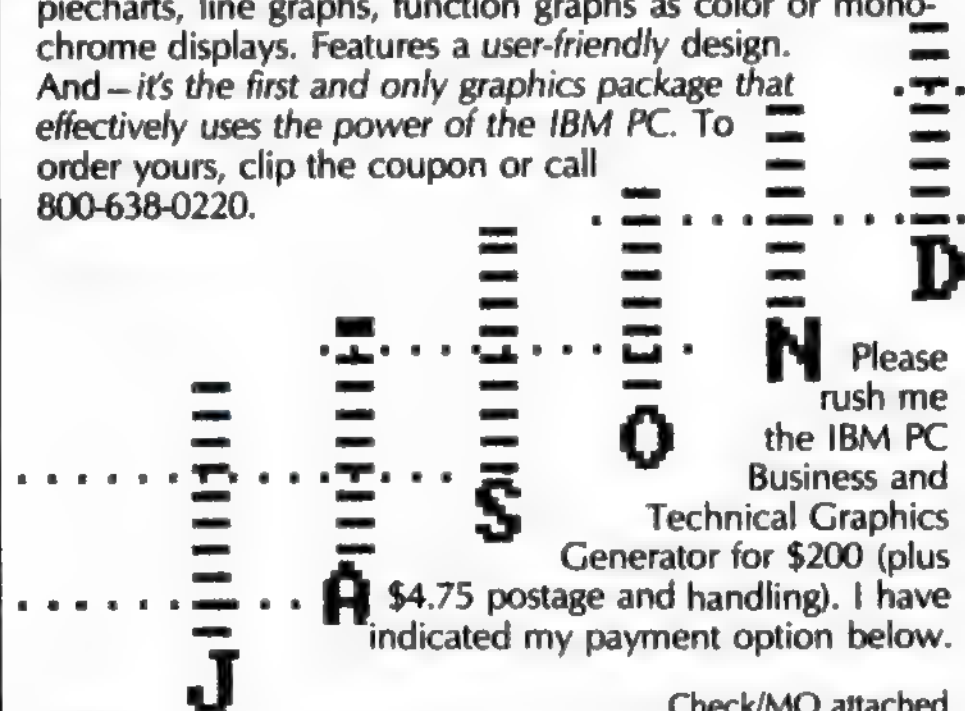 piecharts, line graphs, function graphs as color or mono-
chrome displays. Features a user-friendly design.
And—it's the first and only graphics package that
effectively uses the power of the IBM PC. To
order yours, clip the coupon or call
800-638-0220.
D
N
Please
rush me
O
the IBM PC
Business and
S
Technical Graphics
Generator for $200 (plus
A
$4.75 postage and handling). I have
indicated my payment option below.
J
Check/MO attached